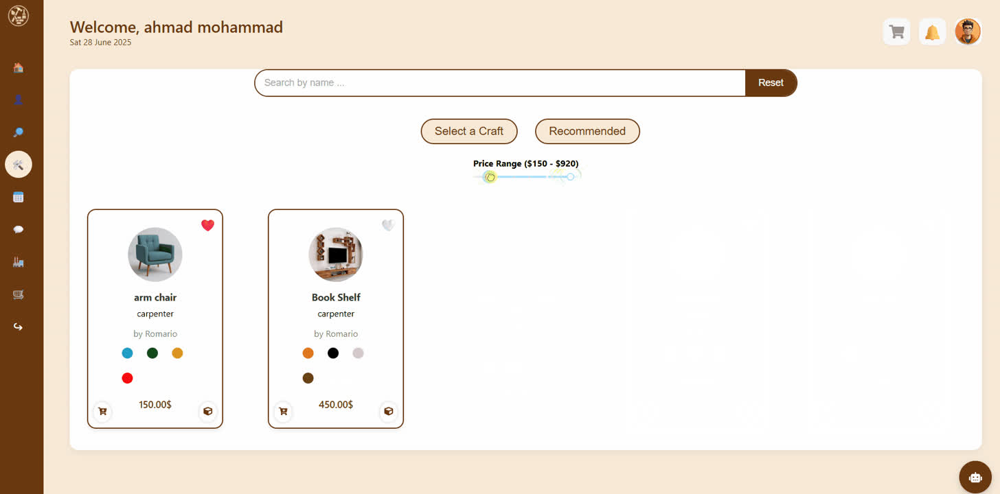 Welcome, ahmad mohammad
Sat 28 June 2025
Search by name ...
Reset
Select a Craft
Recommended
Price Range ($150 - $920)
arm chair
carpenter
by Romario
150.00$
Book Shelf
carpenter
by Romario
450.00$